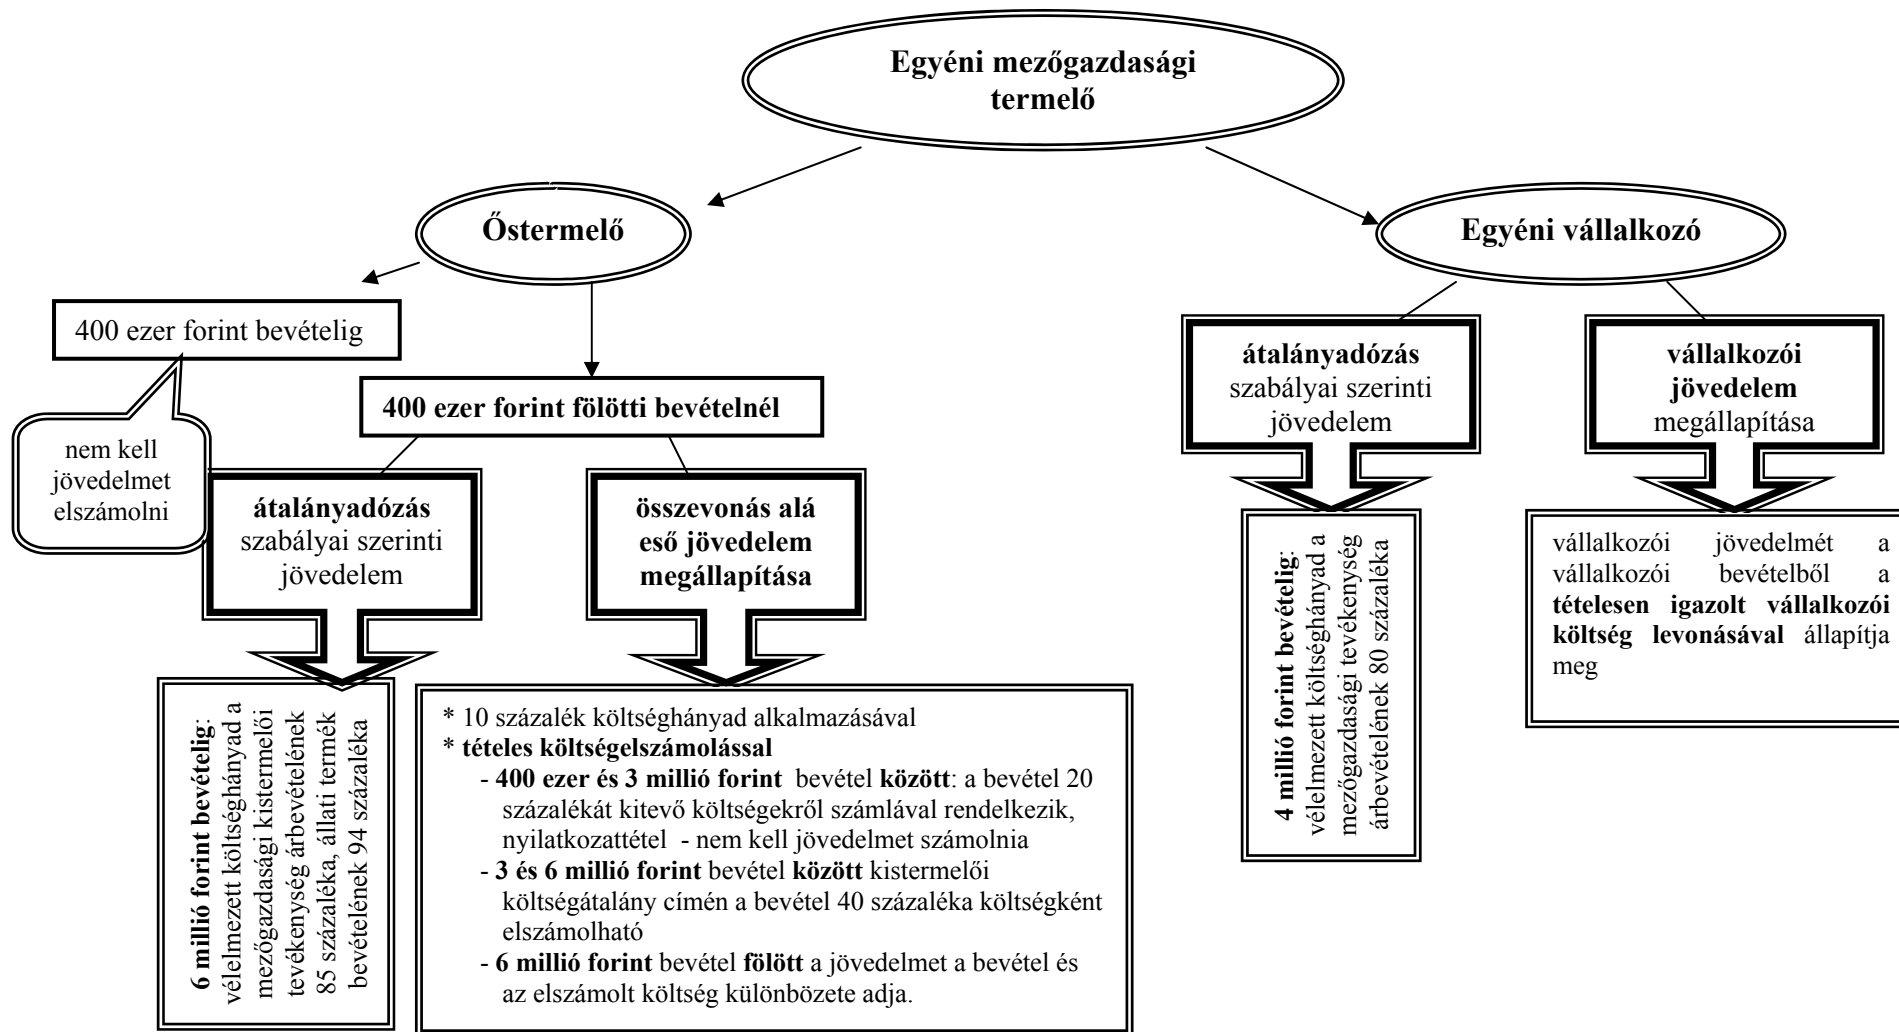 Egyéni mezőgazdasági
termelő
Őstermelő
Egyéni vállalkozó
400 ezer forint bevételig
nem kell
jövedelmet
elszámolni
400 ezer forint fölötti bevételnél
átalányadózás
szabályai szerinti
jövedelem
összevonás alá
eső jövedelem
megállapítása
átalányadózás
szabályai szerinti
jövedelem
vállalkozói
jövedelem
megállapítása
6 millió forint bevételig:
vélelmezett költséghányad a
mezőgazdasági kistermelői
tevékenység árbevételének
85 százaléka, állati termék
bevételének 94 százaléka
* 10 százalék költséghányad alkalmazásával
* tételes költségelszámolással
- 400 ezer és 3 millió forint bevétel között: a bevétel 20
százalékát kitevő költségekről számlával rendelkezik,
nyilatkozattétel - nem kell jövedelmet számolnia
- 3 és 6 millió forint bevétel között kistermelői
költségátalány címén a bevétel 40 százaléka költségként
elszámolható
- 6 millió forint bevétel fölött a jövedelmet a bevétel és
az elszámolt költség különbözete adja.
4 millió forint bevételig:
vélelmezett költséghányad a
mezőgazdasági tevékenység
árbevételének 80 százaléka
vállalkozói jövedelmét a
vállalkozói bevételből a
tételesen igazolt vállalkozói
költség levonásával állapítja
meg